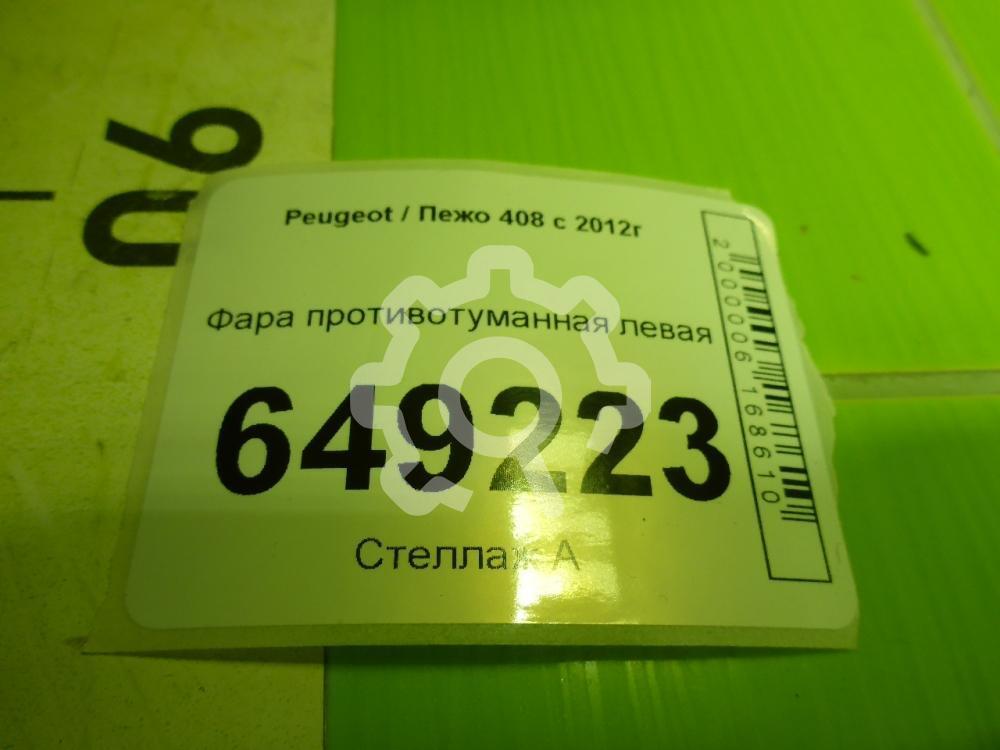 Peugeot / Пежо 408 с 2012г
Фара противотуманная левая
649223
Стеллаж А
2000006168610